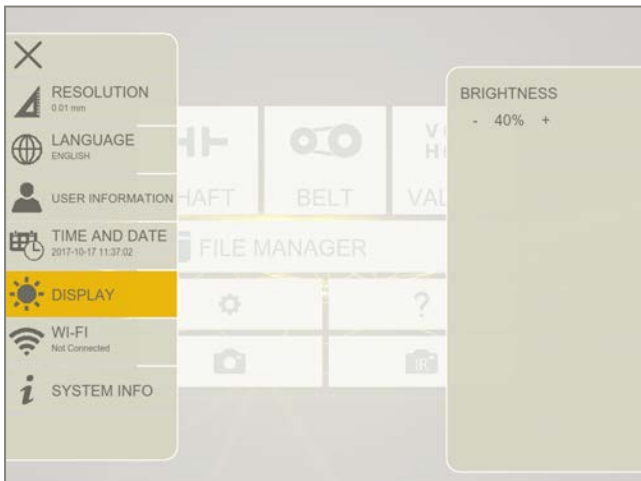 RESOLUTION
0.01 mm
LANGUAGE
ENGLISH
USER INFORMATION
TIME AND DATE
2017-10-17 11:37:02
DISPLAY
WI-FI
Not Connected
SYSTEM INFO
HAFT
BELT
VAL
FILE MANAGER
?
IR
BRIGHTNESS
- 40% +